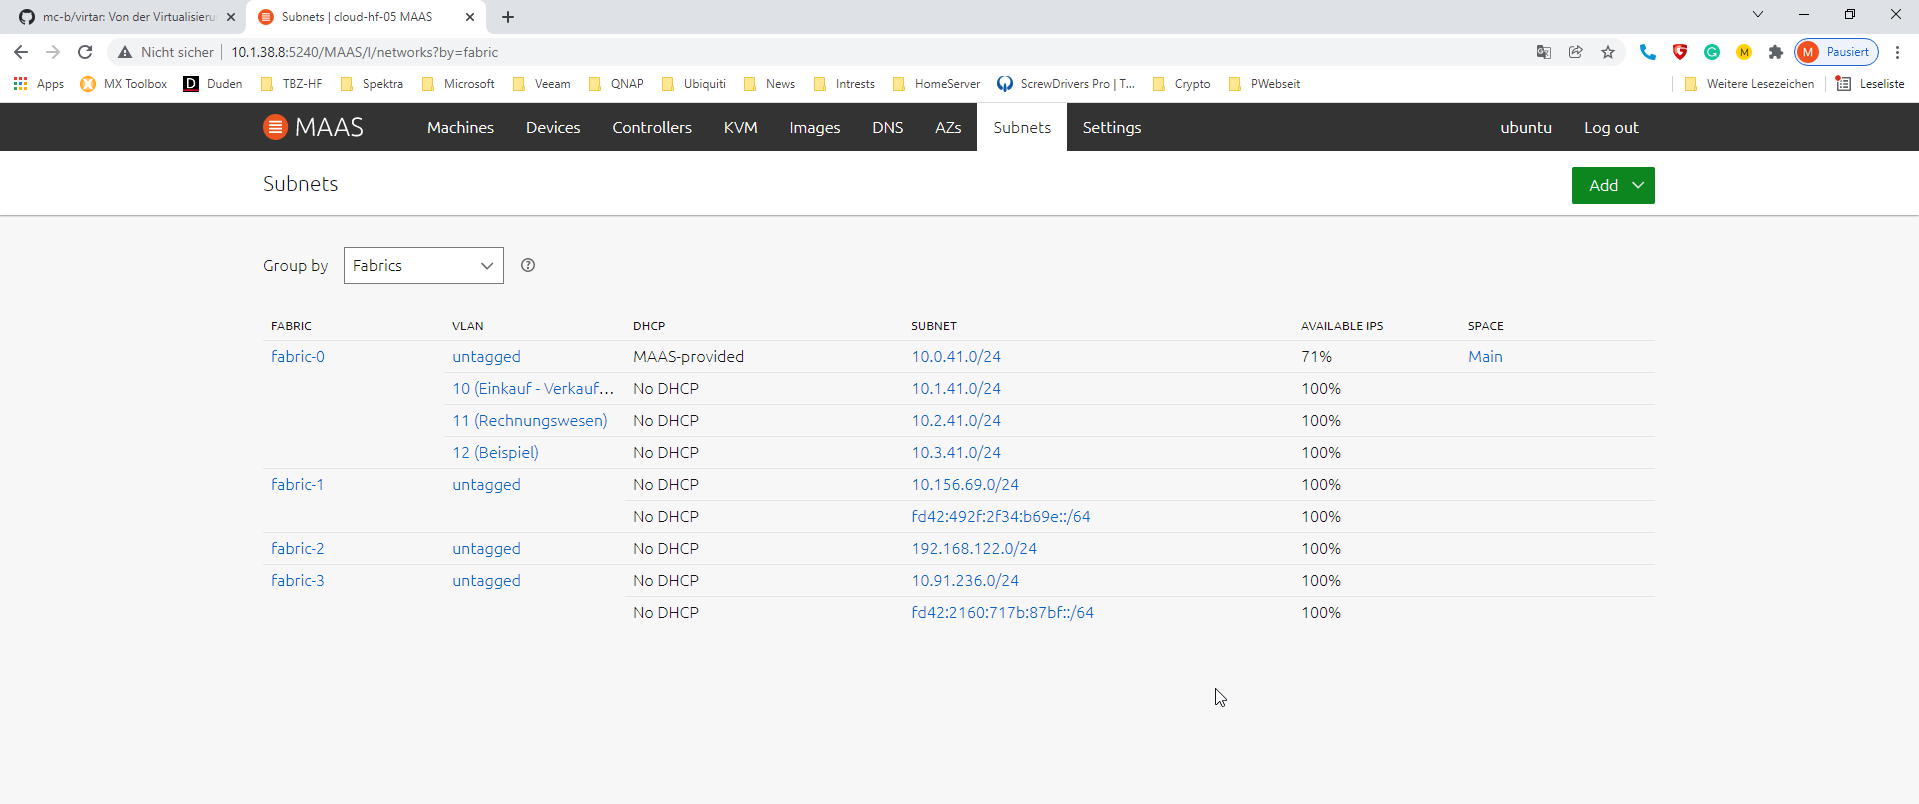 mc-b/virtar: Von der Virtualisieru
Subnets | cloud-hf-05 MAAS
Nicht sicher
10.1.38.8:5240/MAAS/l/networks?by=fabric
M Pausiert
Apps
MX Toolbox
D Duden
TBZ-HF
Spektra
Microsoft
Veeam
QNAP
Ubiquiti
News
Intrests
HomeServer
ScrewDrivers Pro | T...
Crypto
PWebseit
Weitere Lesezeichen
Leseliste
MAAS
Machines
Devices
Controllers
KVM
Images
DNS
AZs
Subnets
Settings
ubuntu
Log out
Subnets
Add
Group by Fabrics
FABRIC VLAN DHCP SUBNET AVAILABLE IPS SPACE
fabric-0 untagged MAAS-provided 10.0.41.0/24 71% Main
10 (Einkauf - Verkauf... No DHCP 10.1.41.0/24 100%
11 (Rechnungswesen) No DHCP 10.2.41.0/24 100%
12 (Beispiel) No DHCP 10.3.41.0/24 100%
fabric-1 untagged No DHCP 10.156.69.0/24 100%
No DHCP fd42:492f:2f34:b69e::/64 100%
fabric-2 untagged No DHCP 192.168.122.0/24 100%
fabric-3 untagged No DHCP 10.91.236.0/24 100%
No DHCP fd42:2160:717b:87bf::/64 100%